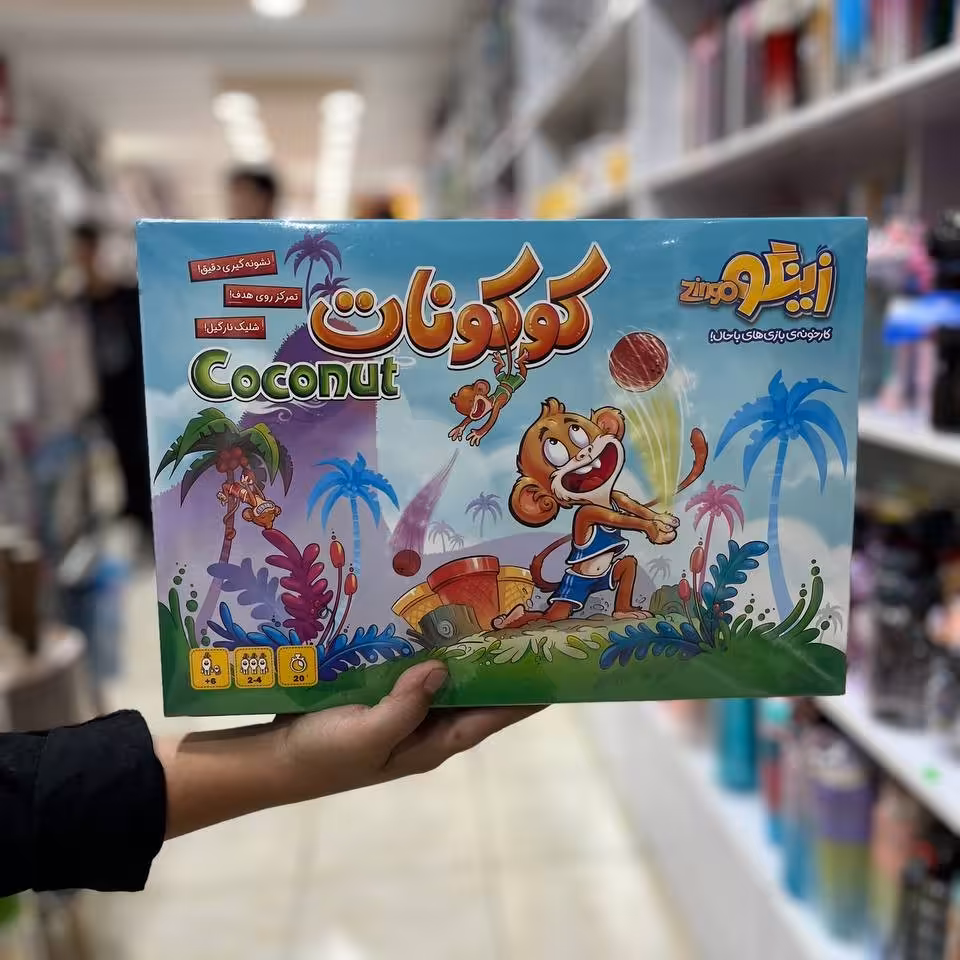 نشونه گیری دقیق!
تمرکز روی هدف!
شلیک نارگیل!
کوکونات
Coconut
زینگو
Zingo
کارخونه‌ی بازی‌های باحال!
+6
2-4
20'